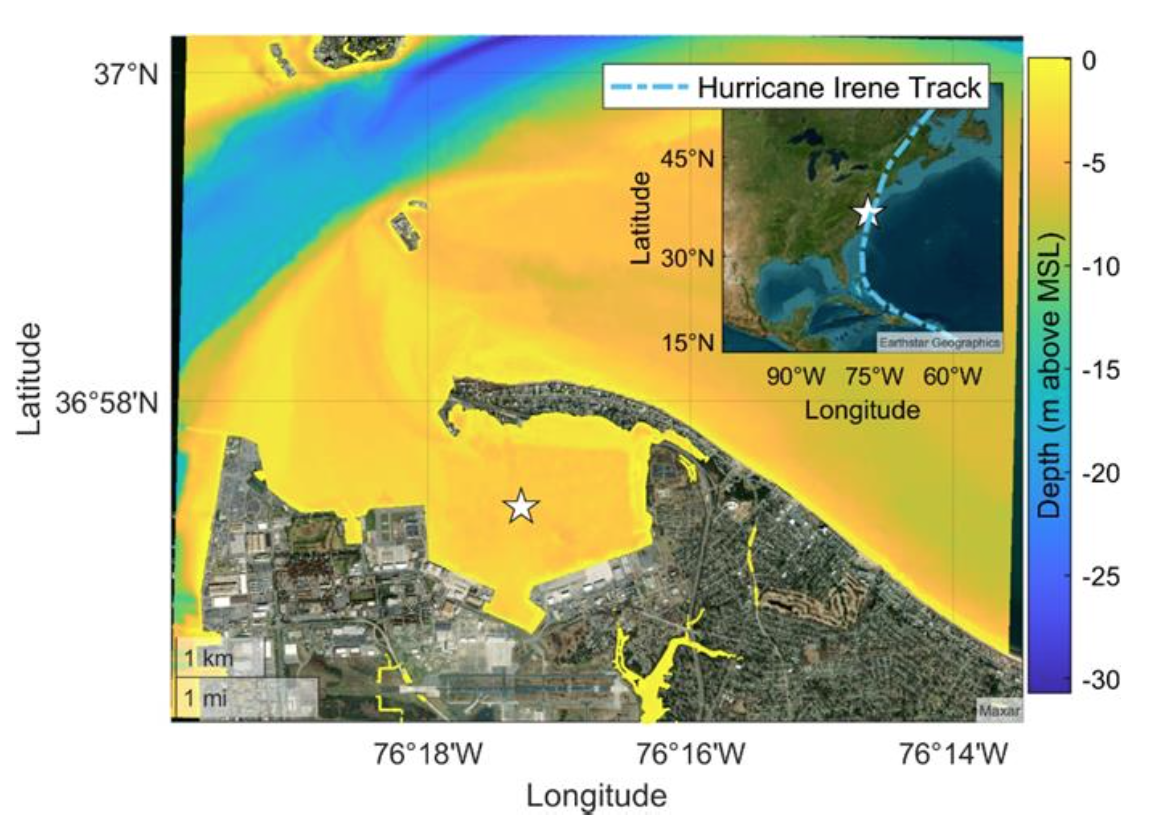 37°N
36°58'N
Latitude
Hurricane Irene Track
45°N
30°N
15°N
Latitude
Earthstar Geographics
90°W 75°W 60°W
Longitude
0
-5
-10
-15
-20
-25
-30
Depth (m above MSL)
1 km
1 mi
Maxar
76°18'W 76°16'W 76°14'W
Longitude